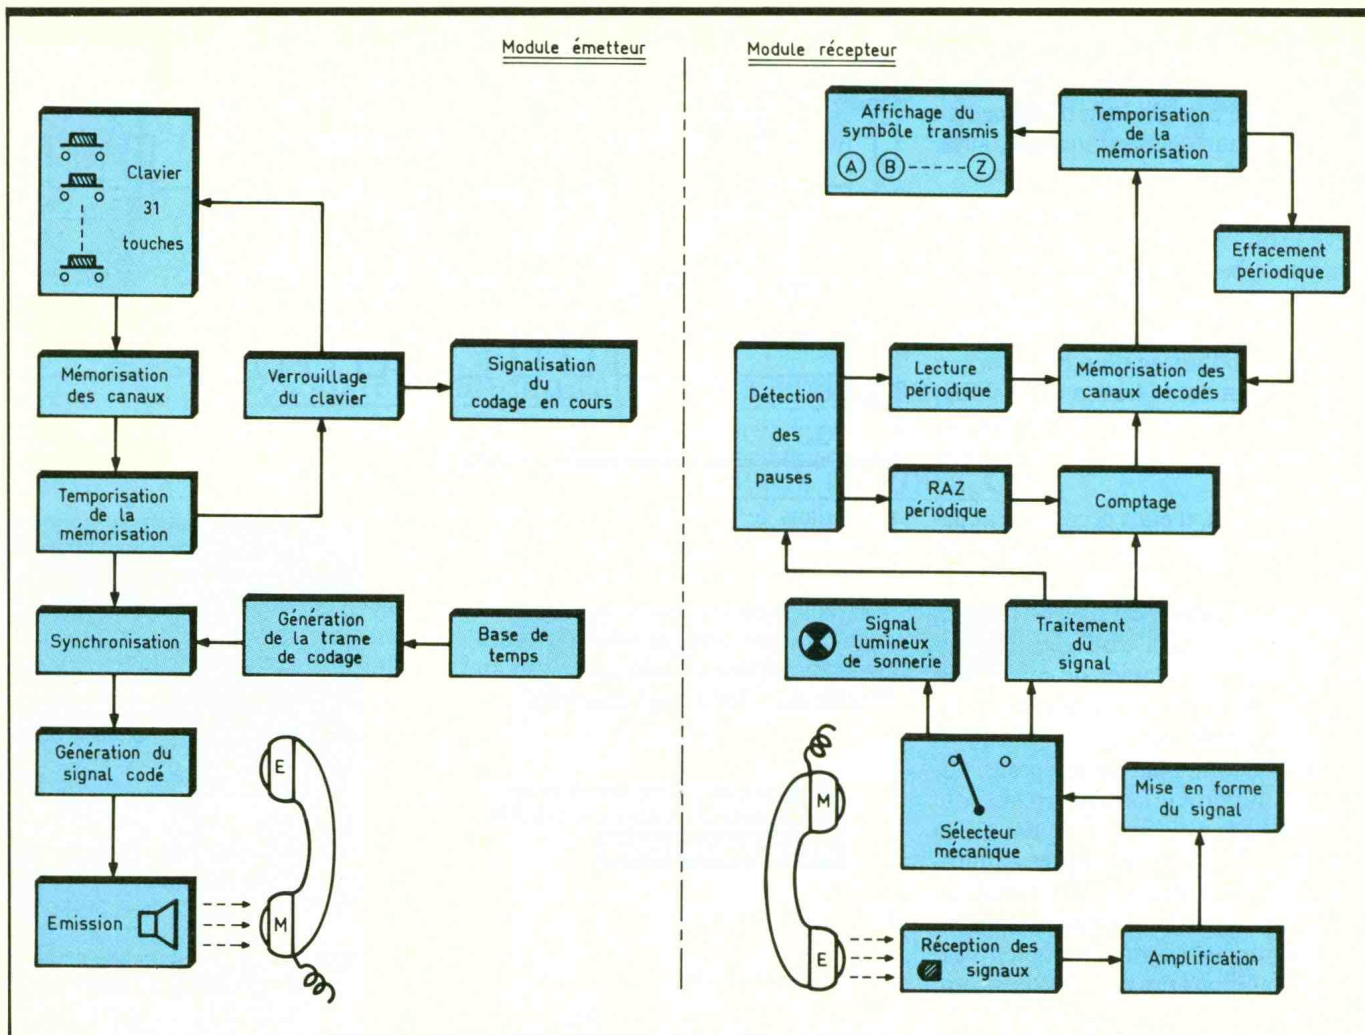 Module émetteur
Clavier
31
touches
Mémorisation
des canaux
Verrouillage
du clavier
Signalisation
du
codage en cours
Temporisation
de la
mémorisation
Synchronisation
Génération
de la trame
de codage
Base de
temps
Génération du
signal codé
Emission
E
M
Module récepteur
Affichage du
symbôle transmis
A B Z
Temporisation
de la
mémorisation
Effacement
périodique
Détection
des
pauses
Lecture
périodique
Mémorisation des
canaux décodés
RAZ
périodique
Comptage
Signal
lumineux
de sonnerie
Traitement
du
signal
Sélecteur
mécanique
Mise en forme
du signal
M
E
Réception des
signaux
Amplification